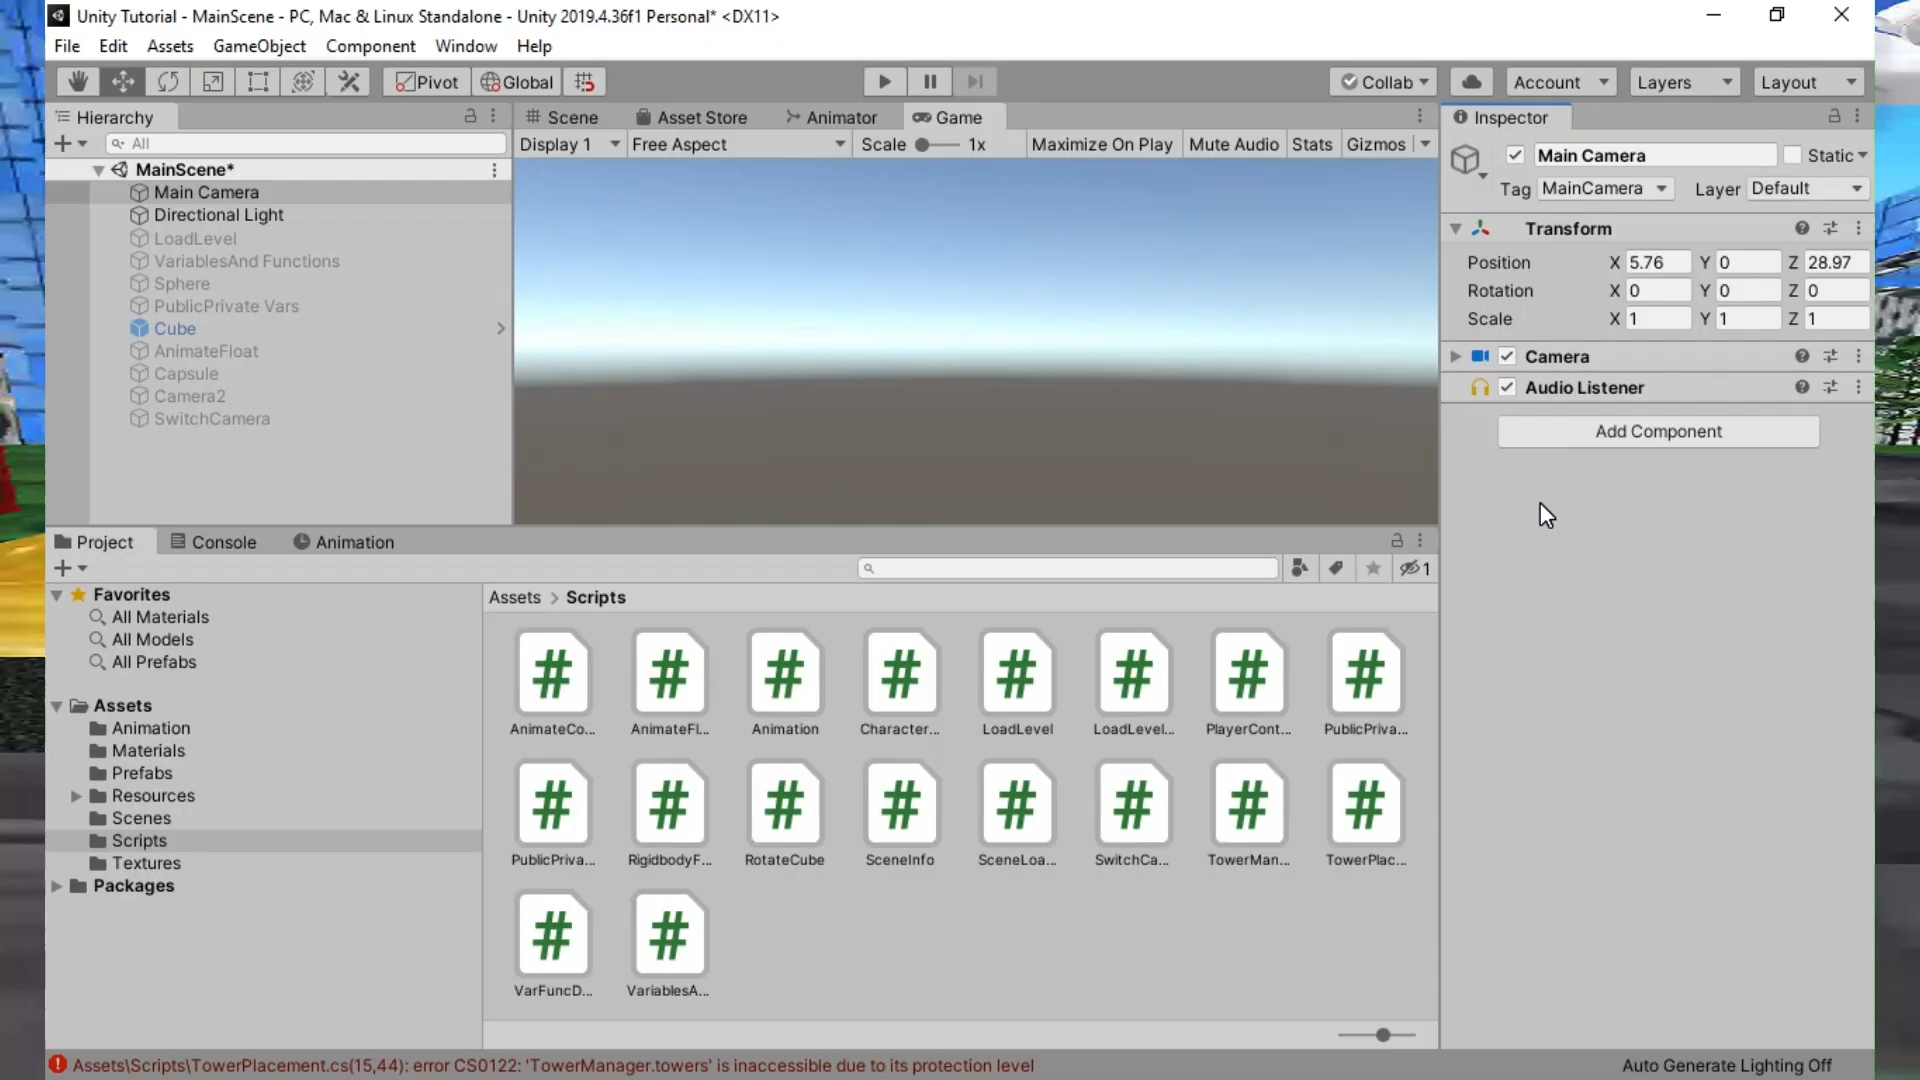 Unity Tutorial - MainScene - PC, Mac & Linux Standalone - Unity 2019.4.36f1 Personal* <DX11>
File Edit Assets GameObject Component Window Help
Pivot Global Collab Account Layers Layout
Hierarchy
All
MainScene*
Main Camera
Directional Light
LoadLevel
VariablesAnd Functions
Sphere
PublicPrivate Vars
Cube
AnimateFloat
Capsule
Camera2
SwitchCamera
Scene Asset Store Animator Game
Display 1 Free Aspect Scale 1x Maximize On Play Mute Audio Stats Gizmos
Inspector
Main Camera Static
Tag MainCamera Layer Default
Transform
Position X 5.76 Y 0 Z 28.97
Rotation X 0 Y 0 Z 0
Scale X 1 Y 1 Z 1
Camera
Audio Listener
Add Component
Project Console Animation
1
Favorites
All Materials
All Models
All Prefabs
Assets
Animation
Materials
Prefabs
Resources
Scenes
Scripts
Textures
Packages
Assets > Scripts
AnimateCo... AnimateFl... Animation Character... LoadLevel LoadLevel... PlayerCont... PublicPriva...
PublicPriva... RigidbodyF... RotateCube SceneInfo SceneLoa... SwitchCa... TowerMan... TowerPlac...
VarFuncD... VariablesA...
Assets\Scripts\TowerPlacement.cs(15,44): error CS0122: 'TowerManager.towers' is inaccessible due to its protection level
Auto Generate Lighting Off